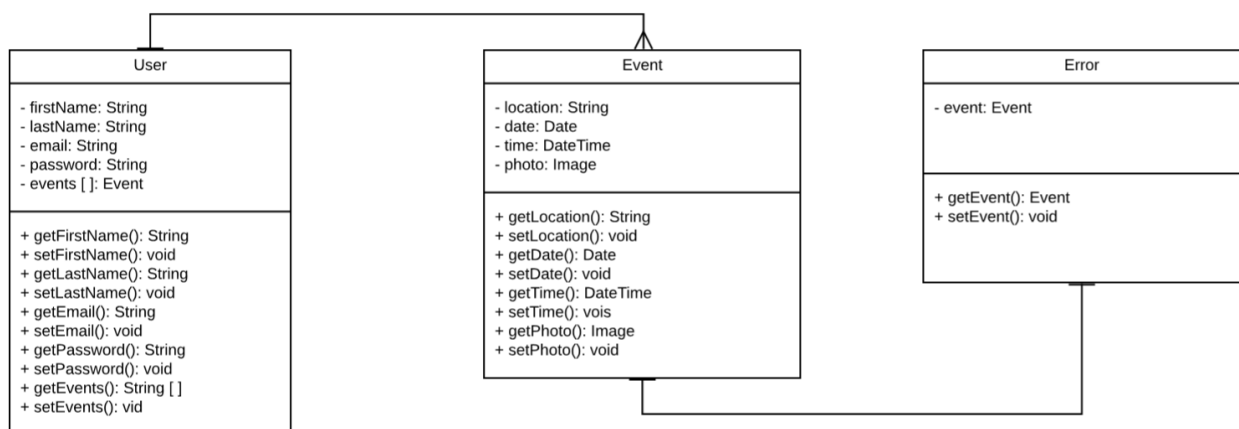 User
- firstName: String
- lastName: String
- email: String
- password: String
- events [ ]: Event
+ getFirstName(): String
+ setFirstName(): void
+ getLastName(): String
+ setLastName(): void
+ getEmail(): String
+ setEmail(): void
+ getPassword(): String
+ setPassword(): void
+ getEvents(): String [ ]
+ setEvents(): vid
Event
- location: String
- date: Date
- time: DateTime
- photo: Image
+ getLocation(): String
+ setLocation(): void
+ getDate(): Date
+ setDate(): void
+ getTime(): DateTime
+ setTime(): vois
+ getPhoto(): Image
+ setPhoto(): void
Error
- event: Event
+ getEvent(): Event
+ setEvent(): void